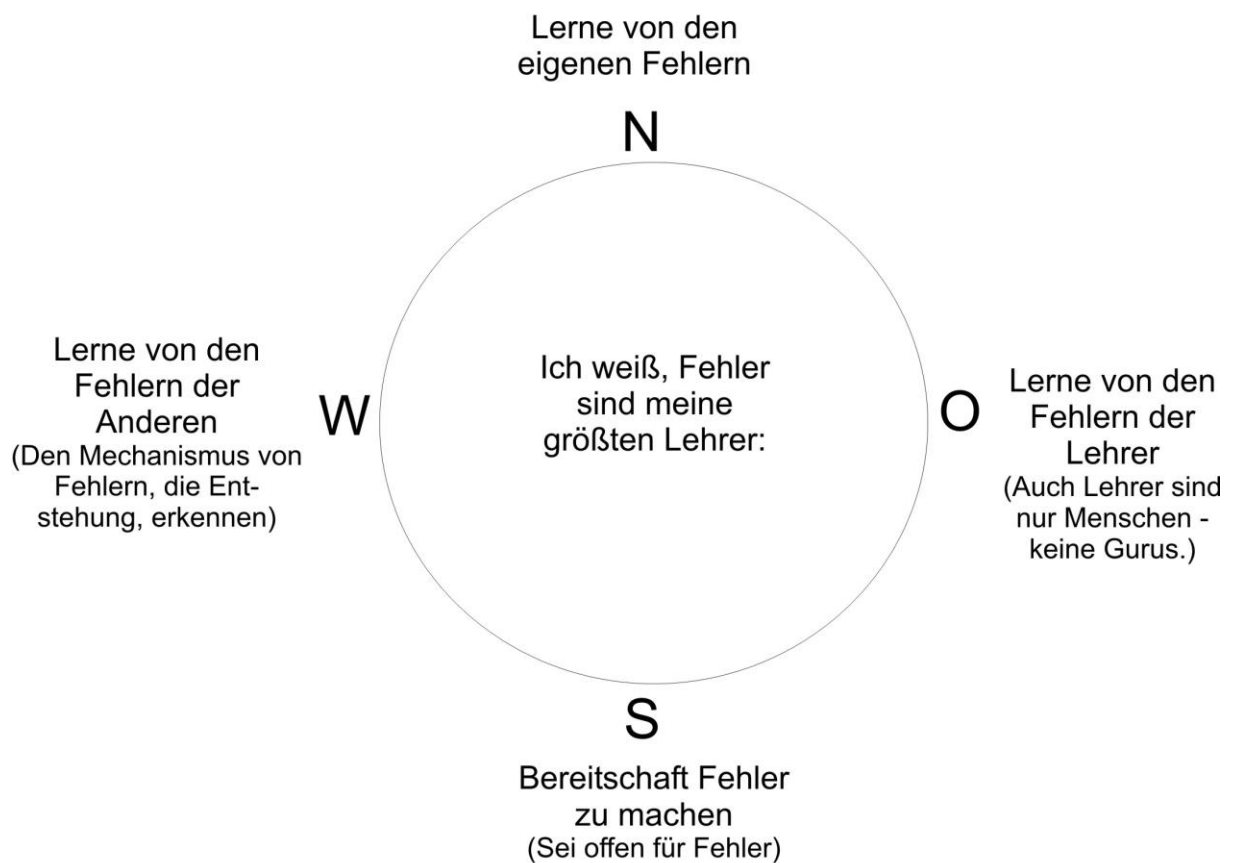 Lerne von den
eigenen Fehlern
N
Lerne von den
Fehlern der
Anderen
(Den Mechanismus von
Fehlern, die Ent-
stehung, erkennen)
W
Ich weiß, Fehler
sind meine
größten Lehrer:
O
Lerne von den
Fehlern der
Lehrer
(Auch Lehrer sind
nur Menschen -
keine Gurus.)
S
Bereitschaft Fehler
zu machen
(Sei offen für Fehler)